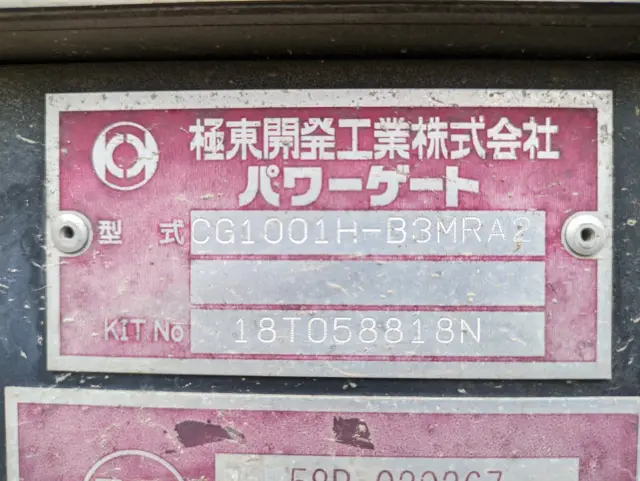 極東開発工業株式会社
パワーゲート
型 式 CG1001H-B3MRA2
KIT No 18T058818N